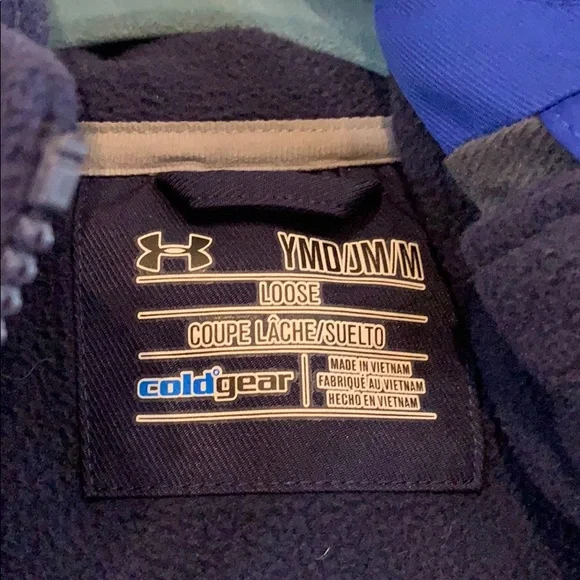 YMD/JM/M
LOOSE
COUPE LÂCHE/SUELTO
coldgear
MADE IN VIETNAM
FABRIQUÉ AU VIETNAM
HECHO EN VIETNAM